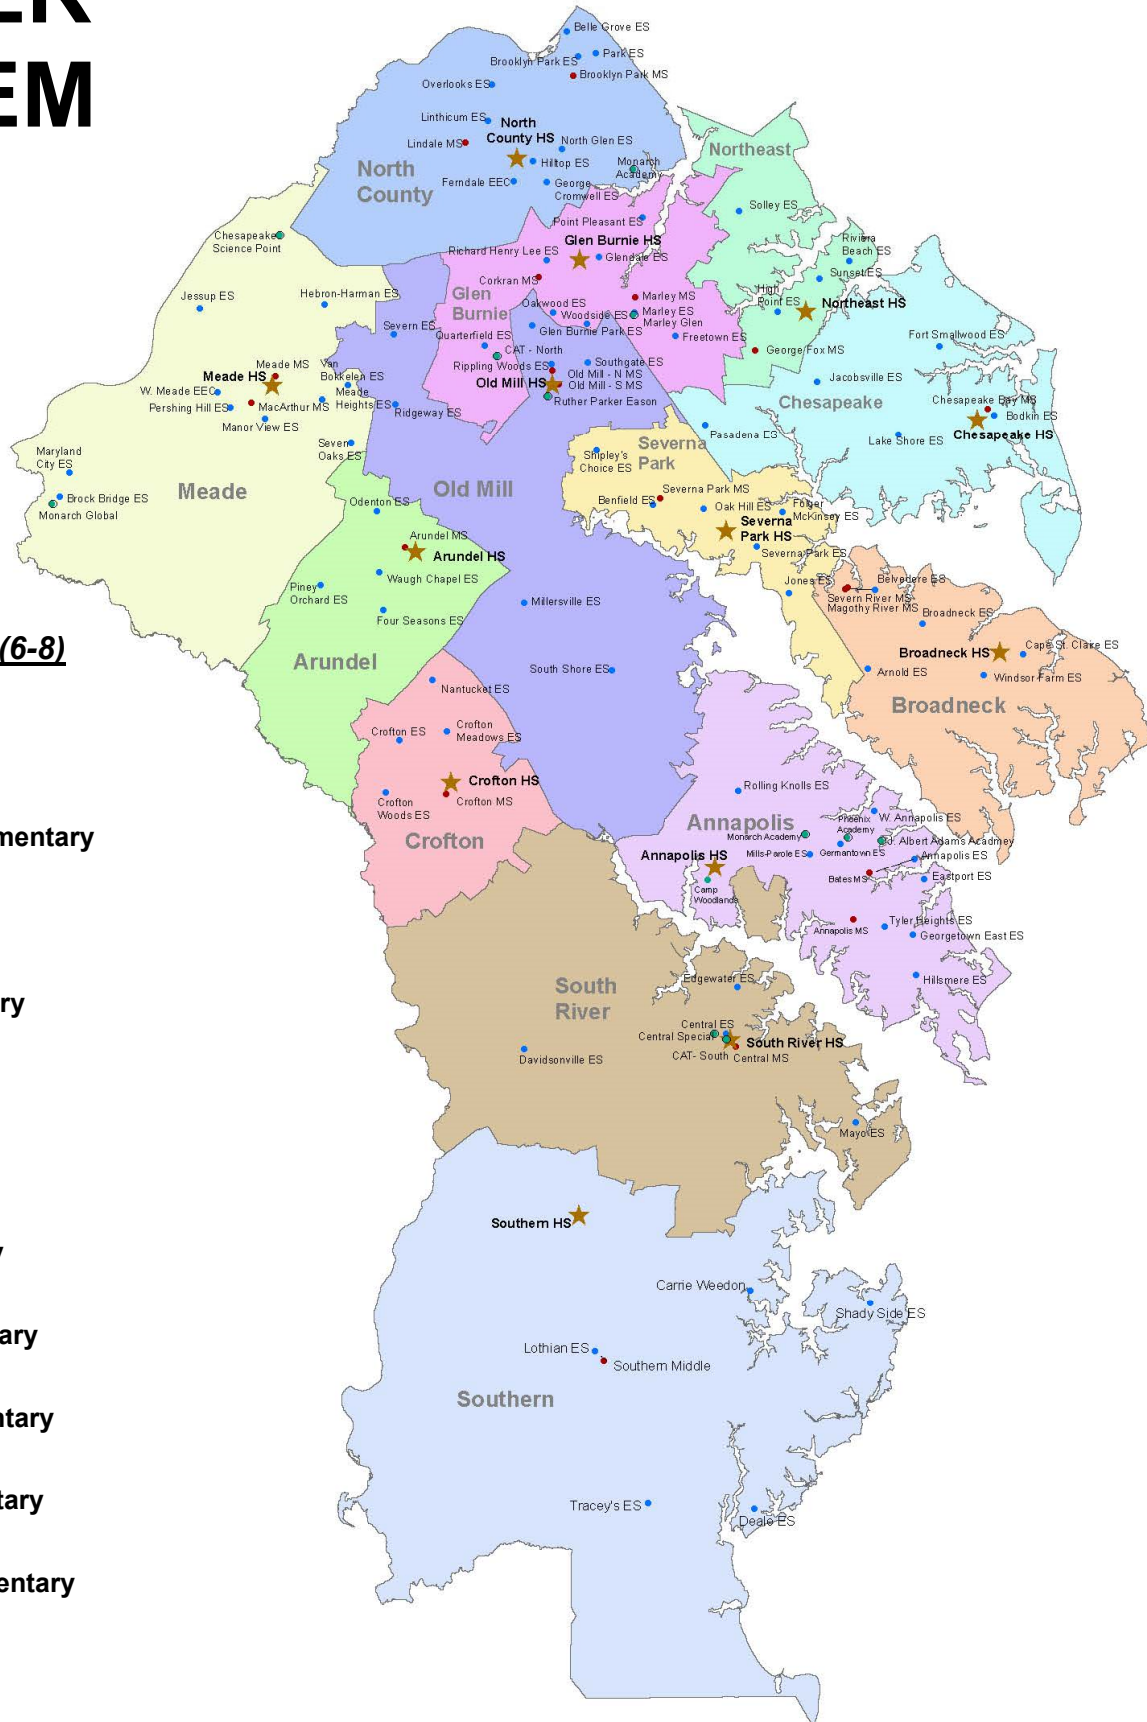 ER
EM
(6-8)
mentary
ry
y
ary
ntary
tary
entary
Belle Grove ES
Brooklyn Park ES
Park ES
Brooklyn Park MS
Overlooks ES
Linthicum ES
North
County HS
Lindale MS
North Glen ES
Hilltop ES
Monarch
Academy
Ferndale EEC
George
Cromwell ES
North
County
Northeast
Solley ES
Riviera
Beach ES
Sunset ES
High
Point ES
Northeast HS
George Fox MS
Chesapeake
Science Point
Jessup ES
Hebron-Harman ES
Point Pleasant ES
Glen Burnie HS
Richard Henry Lee ES
Glendale ES
Corkran MS
Glen
Burnie
Marley MS
Oakwood ES
Woodside ES
Marley ES
Marley Glen
Glen Burnie Park ES
Freetown ES
Severn ES
Quarterfield ES
CAT - North
Rippling Woods ES
Southgate ES
Old Mill - N MS
Old Mill HS
Old Mill - S MS
Ruther Parker Eason
Fort Smallwood ES
Jacobsville ES
Chesapeake
Chesapeake Bay MS
Bodkin ES
Chesapeake HS
Lake Shore ES
Pasadena ES
Meade MS
Van
Bokkelen ES
Meade HS
W. Meade EEC
Meade
Heights ES
Pershing Hill ES
MacArthur MS
Manor View ES
Ridgeway ES
Seven
Oaks ES
Maryland
City ES
Brock Bridge ES
Monarch Global
Meade
Old Mill
Severna
Park
Shipley's
Choice ES
Severna Park MS
Benfield ES
Oak Hill ES
Folger
McKinsey ES
Severna
Park HS
Severna Park ES
Jones ES
Odenton ES
Arundel MS
Arundel HS
Waugh Chapel ES
Piney
Orchard ES
Four Seasons ES
Arundel
Millersville ES
South Shore ES
Belvedere ES
Severn River MS
Magothy River MS
Broadneck ES
Broadneck HS
Cape St. Claire ES
Arnold ES
Windsor Farm ES
Broadneck
Nantucket ES
Crofton ES
Crofton
Meadows ES
Crofton HS
Crofton MS
Crofton
Woods ES
Crofton
Rolling Knolls ES
Annapolis
W. Annapolis ES
Phoenix
Academy
Monarch Academy
J. Albert Adams Acadmey
Mills-Parole ES
Germantown ES
Annapolis HS
Annapolis ES
Bates MS
Eastport ES
Camp
Woodlands
Annapolis MS
Tyler Heights ES
Georgetown East ES
Hillsmere ES
South
River
Edgewater ES
Central ES
Central Special
South River HS
CAT- South
Central MS
Davidsonville ES
Mayo ES
Southern HS
Carrie Weedon
Shady Side ES
Lothian ES
Southern Middle
Southern
Tracey's ES
Deale ES